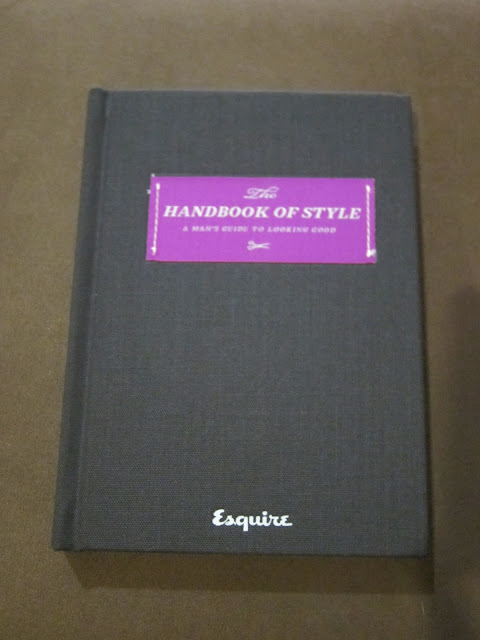 The
HANDBOOK OF STYLE
A MAN'S GUIDE TO LOOKING GOOD
Esquire